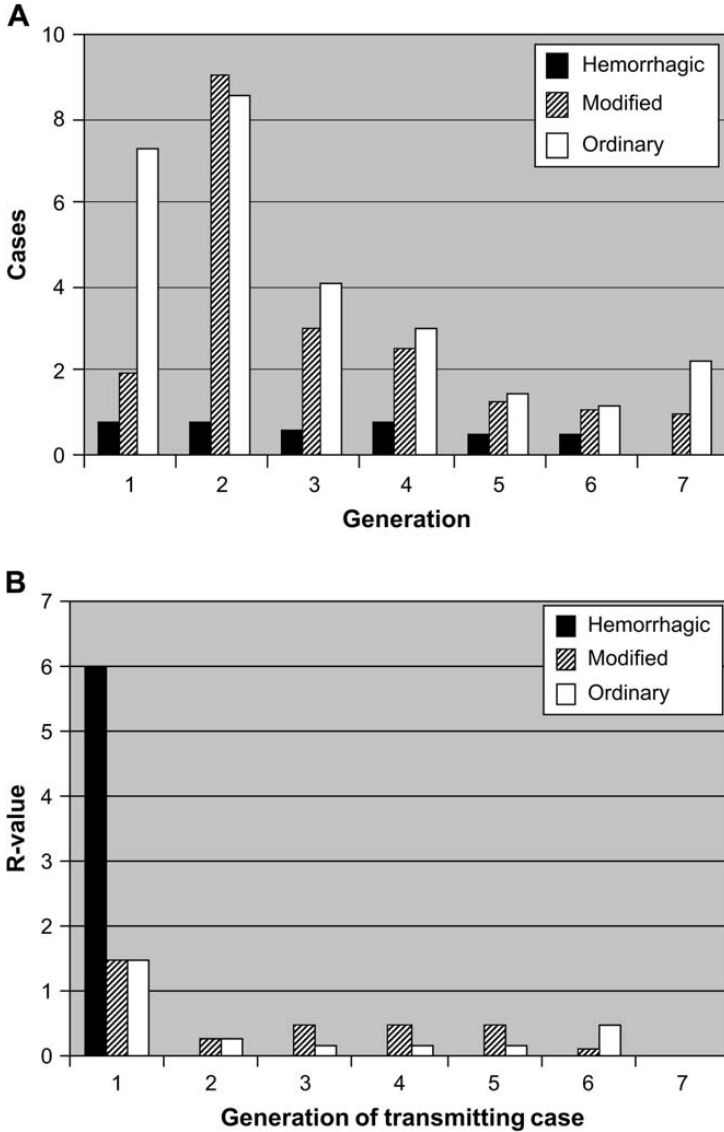 A
10
8
6
4
2
0
Cases
Hemorrhagic
Modified
Ordinary
1 2 3 4 5 6 7
Generation
B
7
6
5
4
3
2
1
0
R-value
Hemorrhagic
Modified
Ordinary
1 2 3 4 5 6 7
Generation of transmitting case